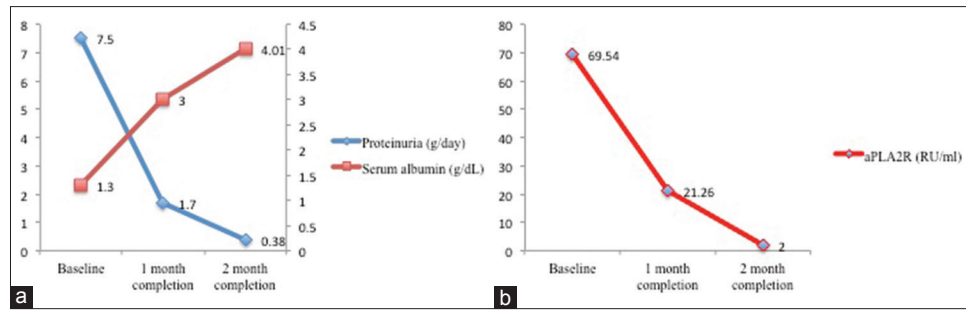 8
7
6
5
4
3
2
1
0
7.5
1.7
0.38
1.3
3
4.01
4.5
4
3.5
3
2.5
2
1.5
1
0.5
0
Baseline
1 month
completion
2 month
completion
Proteinuria (g/day)
Serum albumin (g/dL)
a
80
70
60
50
40
30
20
10
0
69.54
21.26
2
Baseline
1 month
completion
2 month
completion
aPLA2R (RU/ml)
b